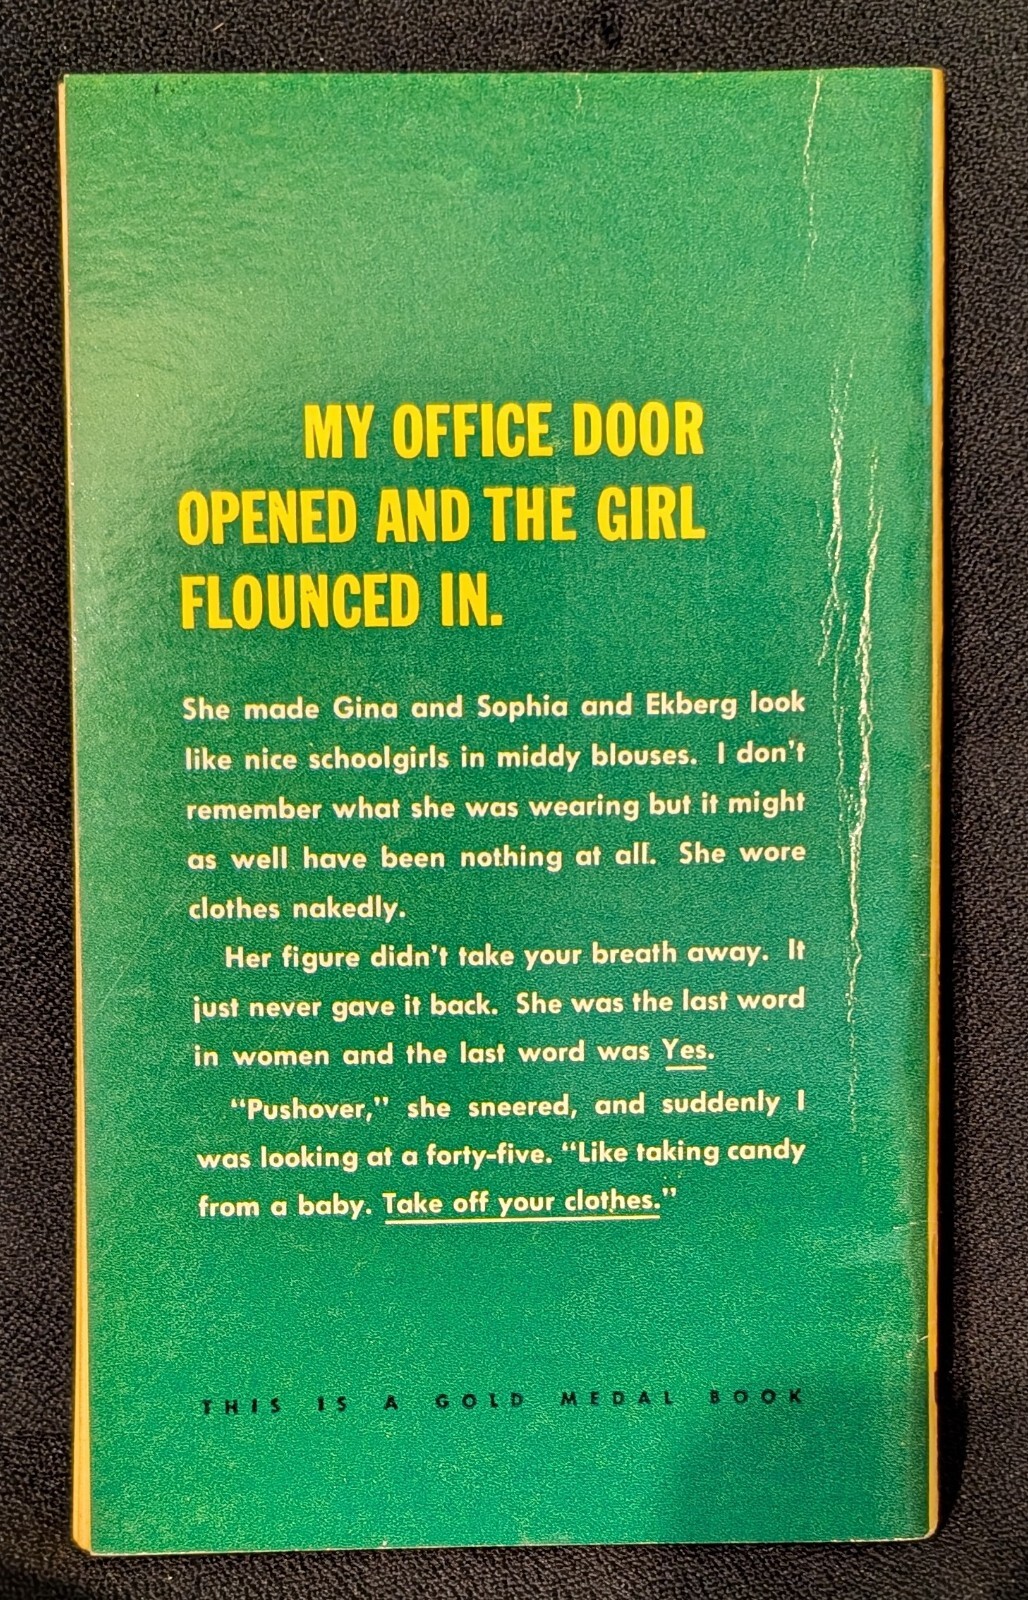 MY OFFICE DOOR
OPENED AND THE GIRL
FLOUNCED IN.
She made Gina and Sophia and Ekberg look
like nice schoolgirls in middy blouses. I don't
remember what she was wearing but it might
as well have been nothing at all. She wore
clothes nakedly.
Her figure didn't take your breath away. It
just never gave it back. She was the last word
in women and the last word was Yes.
"Pushover," she sneered, and suddenly I
was looking at a forty-five. "Like taking candy
from a baby. Take off your clothes."
THIS IS A GOLD MEDAL BOOK